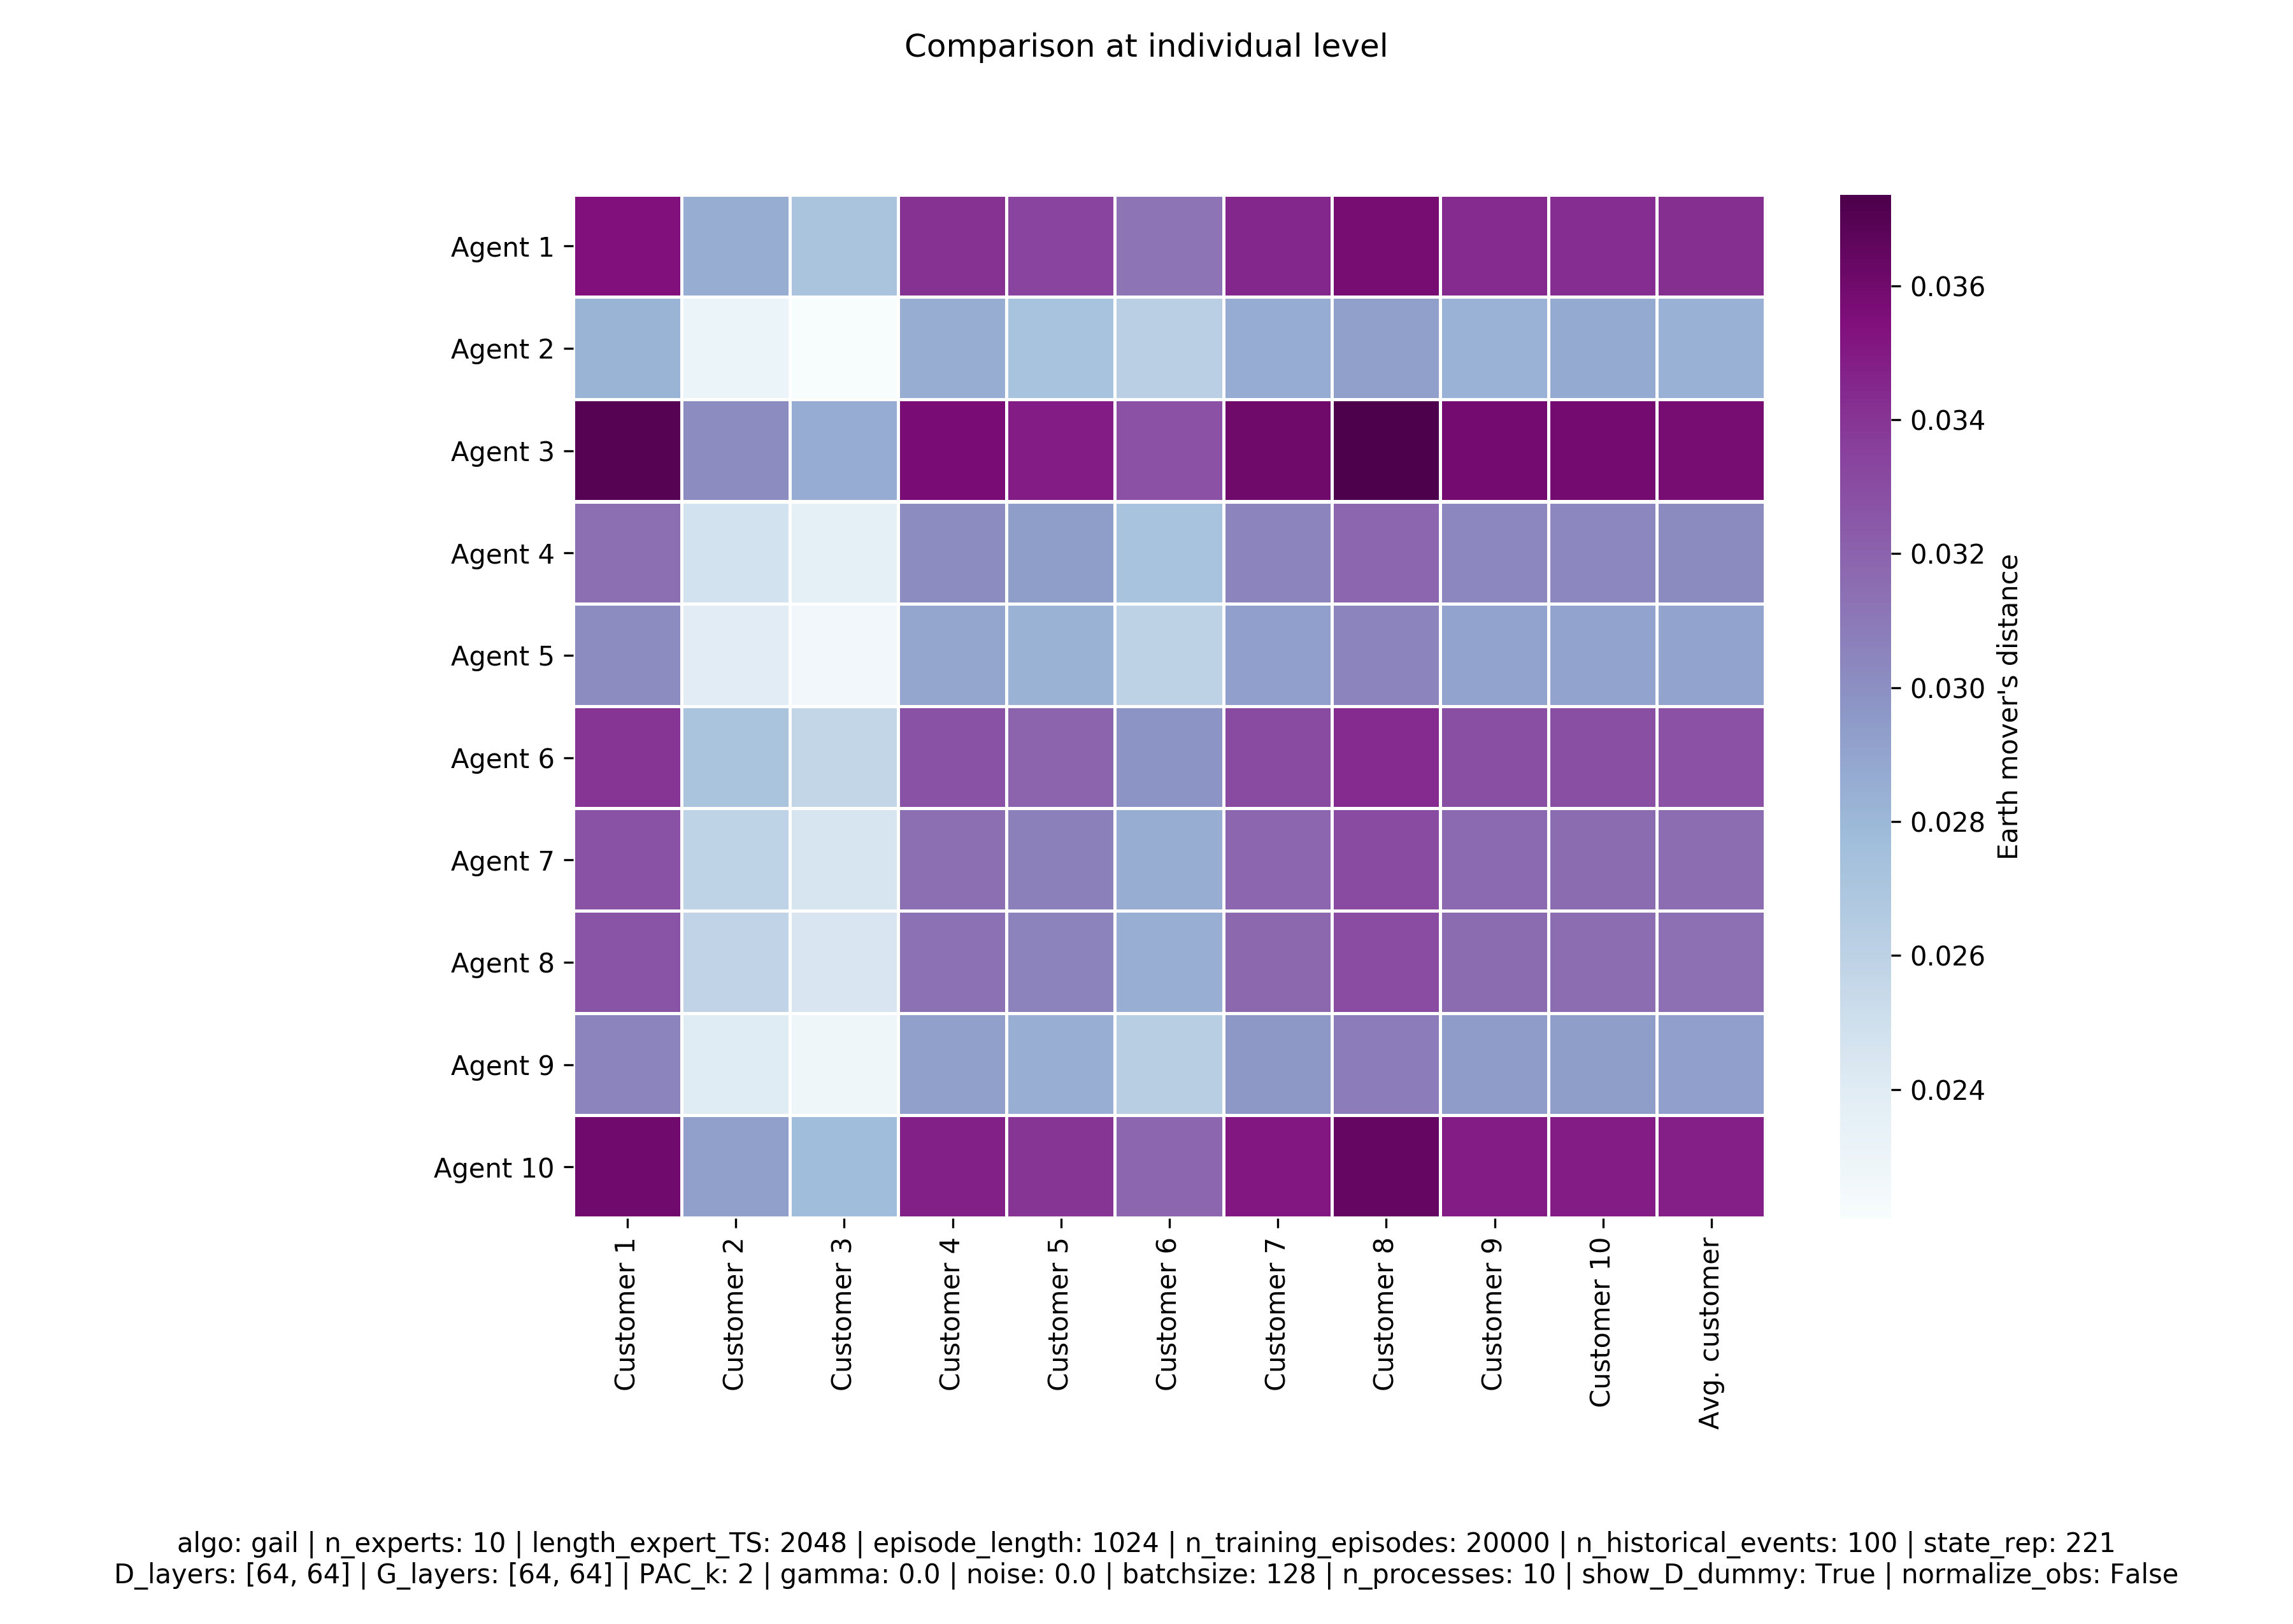 Comparison at individual level
Agent 1
Agent 2
Agent 3
Agent 4
Agent 5
Agent 6
Agent 7
Agent 8
Agent 9
Agent 10
Customer 1
Customer 2
Customer 3
Customer 4
Customer 5
Customer 6
Customer 7
Customer 8
Customer 9
Customer 10
Avg. customer
0.036
0.034
0.032
0.030
0.028
0.026
0.024
Earth mover's distance
algo: gail | n_experts: 10 | length_expert_TS: 2048 | episode_length: 1024 | n_training_episodes: 20000 | n_historical_events: 100 | state_rep: 221
D_layers: [64, 64] | G_layers: [64, 64] | PAC_k: 2 | gamma: 0.0 | noise: 0.0 | batchsize: 128 | n_processes: 10 | show_D_dummy: True | normalize_obs: False